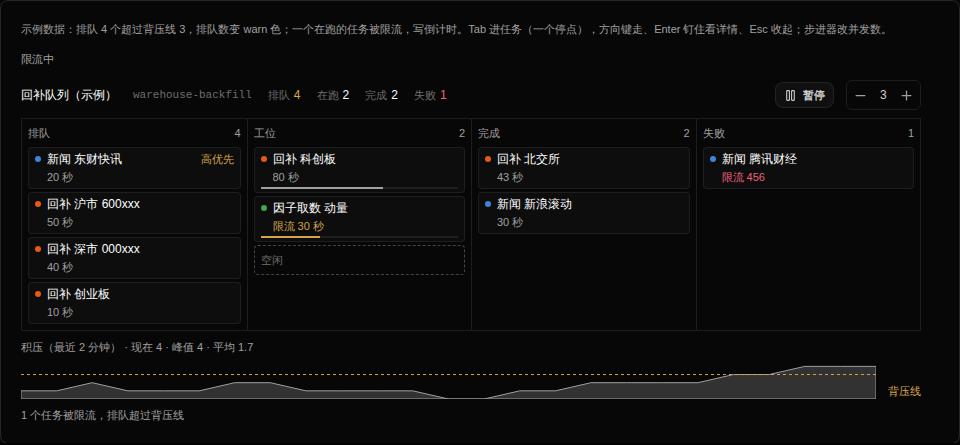 示例数据：排队 4 个超过背压线 3，排队数变 warn 色；一个在跑的任务被限流，写倒计时。Tab 进任务（一个停点），方向键走、Enter 钉住看详情、Esc 收起；步进器改并发数。
限流中
回补队列（示例） warehouse-backfill 排队 4 在跑 2 完成 2 失败 1 暂停 − 3 +
排队 4
新闻 东财快讯 高优先
20 秒
回补 沪市 600xxx
50 秒
回补 深市 000xxx
40 秒
回补 创业板
10 秒
工位 2
回补 科创板
80 秒
因子取数 动量
限流 30 秒
空闲
完成 2
回补 北交所
43 秒
新闻 新浪滚动
30 秒
失败 1
新闻 腾讯财经
限流 456
积压（最近 2 分钟） · 现在 4 · 峰值 4 · 平均 1.7
背压线
1 个任务被限流，排队超过背压线